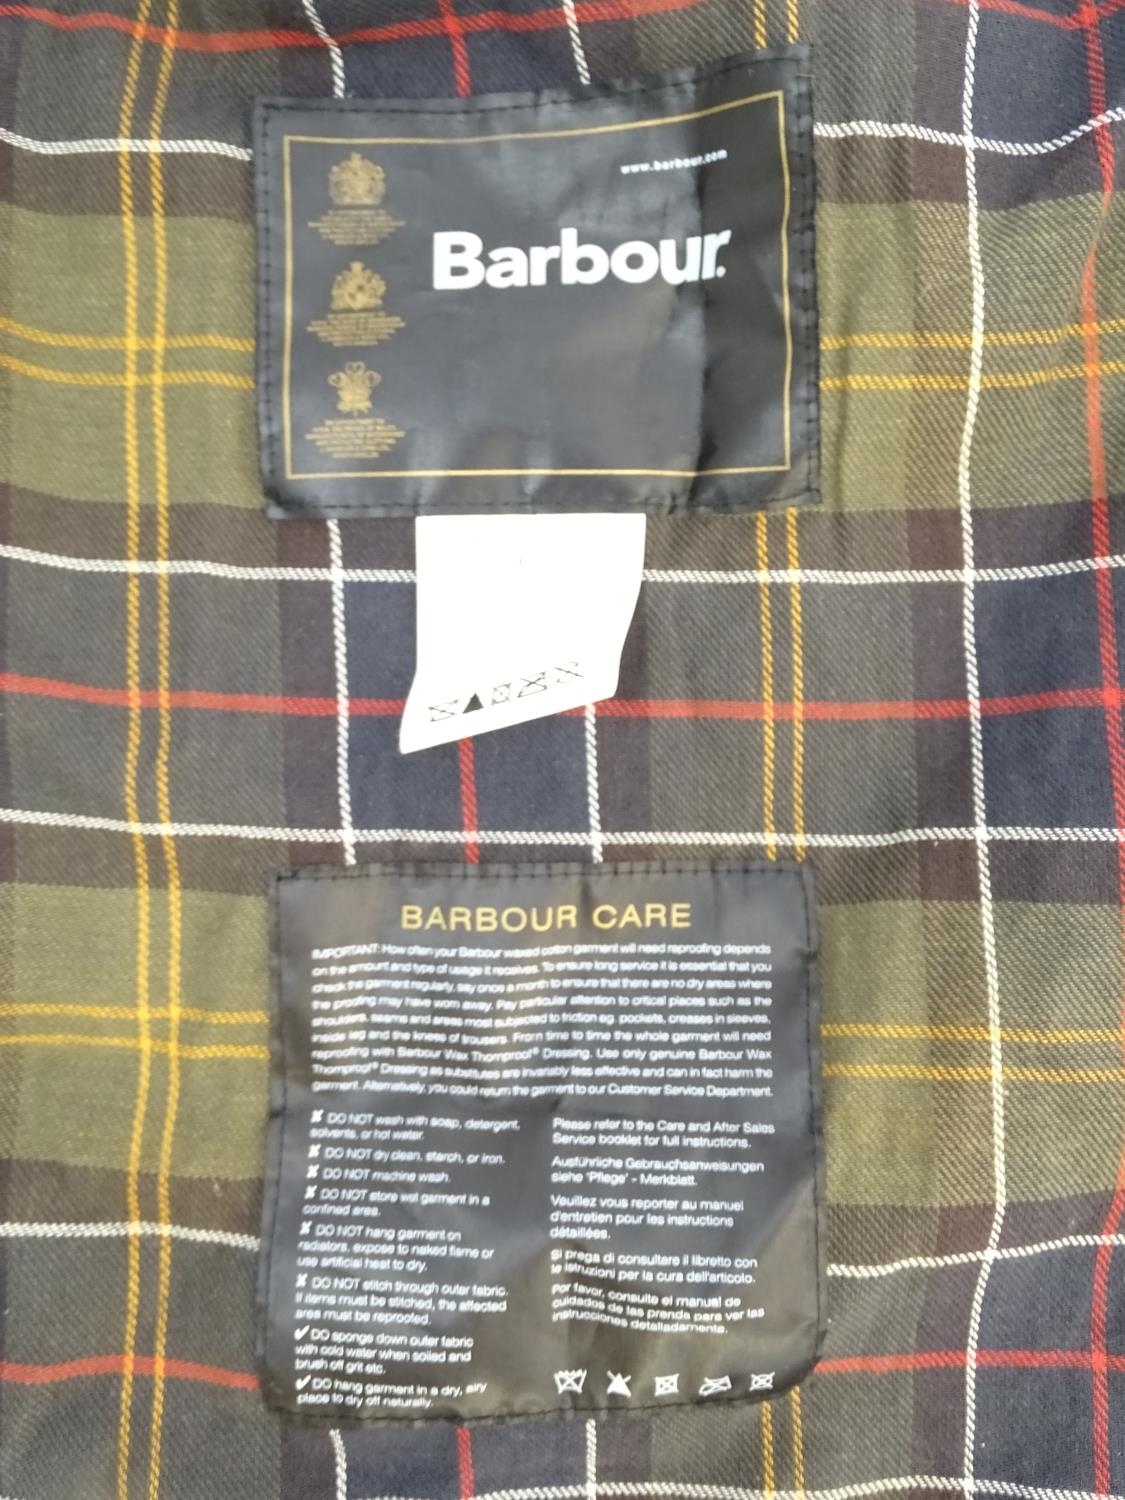 www.barbour.com
Barbour.
BARBOUR CARE
IMPORTANT: How often your Barbour waxed cotton garment will need reproofing depends
on the amount and type of usage it receives. To ensure long service it is essential that you
check the garment regularly, say once a month to ensure that there are no dry areas where
the proofing may have worn away. Pay particular attention to critical places such as the
shoulders, seams and areas most subjected to friction eg. pockets, creases in sleeves,
inside leg and the knees of trousers. From time to time the whole garment will need
reproofing with Barbour Wax Thornproof® Dressing. Use only genuine Barbour Wax
Thornproof® Dressing as substitutes are invariably less effective and can in fact harm the
garment. Alternatively, you could return the garment to our Customer Service Department.
✘ DO NOT wash with soap, detergent,
solvents, or hot water.
✘ DO NOT dry clean, starch, or iron.
✘ DO NOT machine wash.
✘ DO NOT store wet garment in a
confined area.
✘ DO NOT hang garment on
radiators, expose to naked flame or
use artificial heat to dry.
✘ DO NOT stitch through outer fabric.
If items must be stitched, the affected
area must be reproofed.
✔ DO sponge down outer fabric
with cold water when soiled and
brush off grit etc.
✔ DO hang garment in a dry, airy
place to dry off naturally.
Please refer to the Care and After Sales
Service booklet for full instructions.
Ausführliche Gebrauchsanweisungen
siehe 'Pflege' - Merkblatt.
Veuillez vous reporter au manuel
d'entretien pour les instructions
détaillées.
Si prega di consultare il libretto con
le istruzioni per la cura dell'articolo.
Por favor, consulte el manual de
cuidados de las prenda para ver las
instrucciones detalladamente.